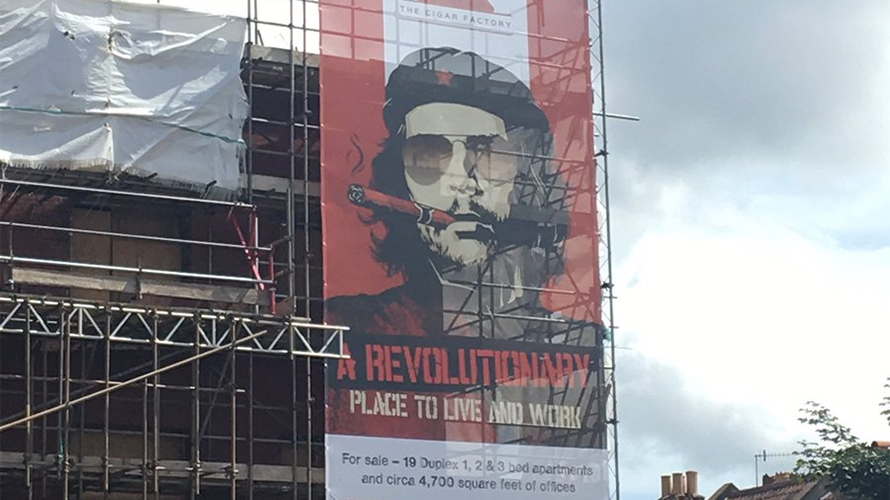 THE CIGAR FACTORY
A REVOLUTIONARY
PLACE TO LIVE AND WORK
For sale – 19 Duplex 1, 2 & 3 bed apartments
and circa 4,700 square feet of offices